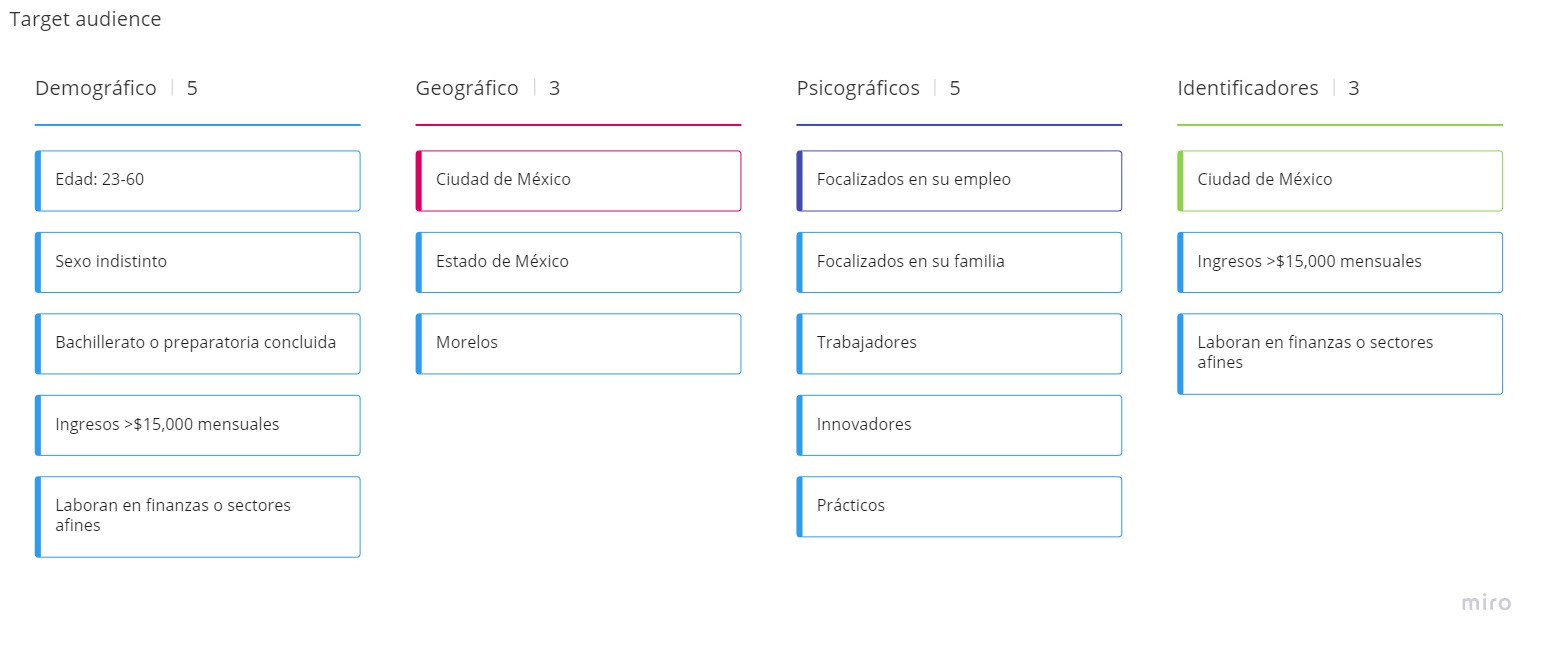 Target audience
Demográfico 5
Edad: 23-60
Sexo indistinto
Bachillerato o preparatoria concluida
Ingresos >$15,000 mensuales
Laboran en finanzas o sectores
afines
Geográfico 3
Ciudad de México
Estado de México
Morelos
Psicográficos 5
Focalizados en su empleo
Focalizados en su familia
Trabajadores
Innovadores
Prácticos
Identificadores 3
Ciudad de México
Ingresos >$15,000 mensuales
Laboran en finanzas o sectores
afines
miro